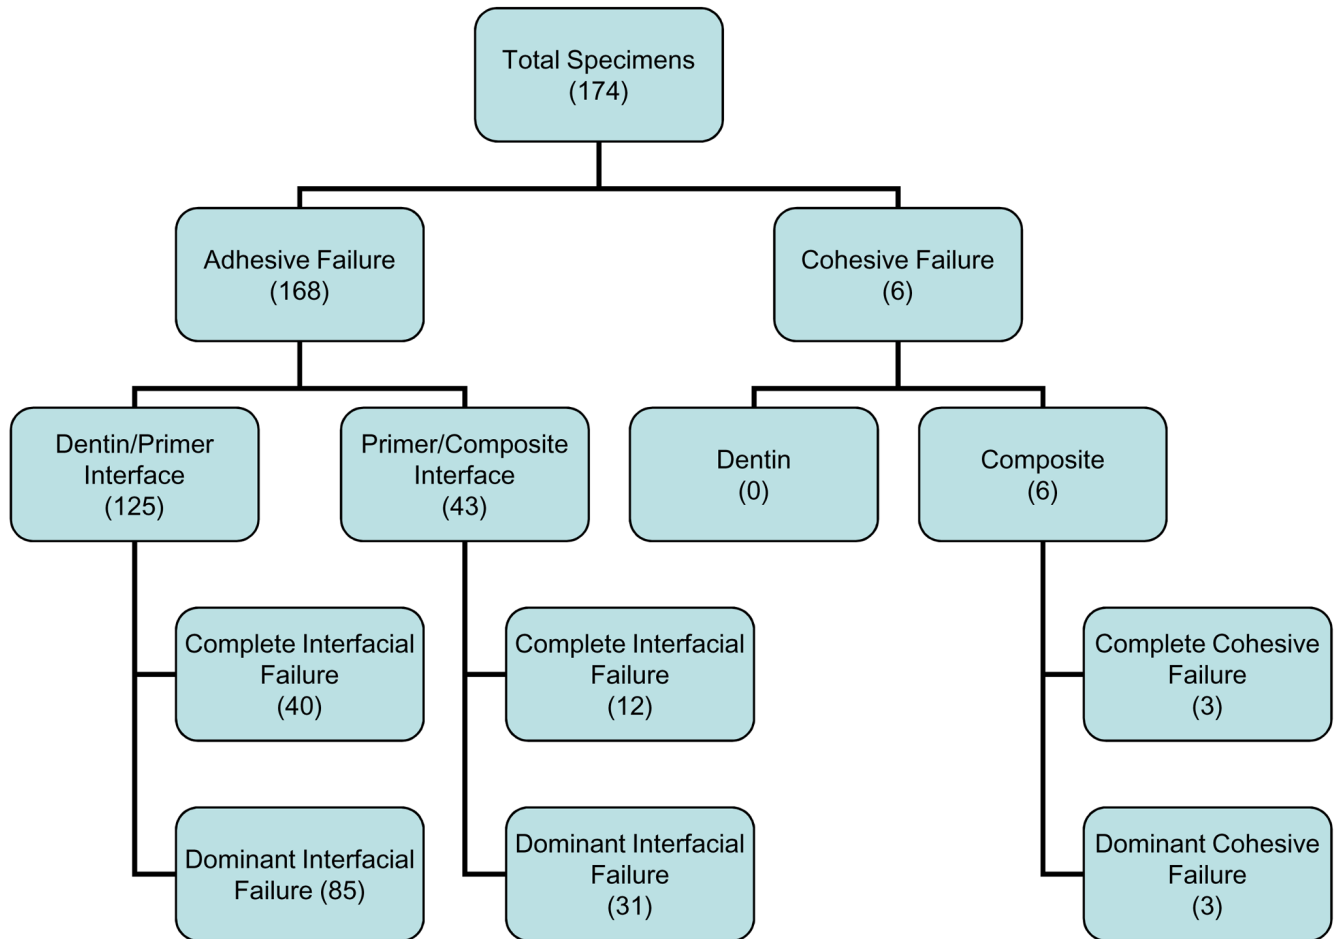 Total Specimens
(174)
Adhesive Failure
(168)
Cohesive Failure
(6)
Dentin/Primer
Interface
(125)
Primer/Composite
Interface
(43)
Dentin
(0)
Composite
(6)
Complete Interfacial
Failure
(40)
Complete Interfacial
Failure
(12)
Complete Cohesive
Failure
(3)
Dominant Interfacial
Failure (85)
Dominant Interfacial
Failure
(31)
Dominant Cohesive
Failure
(3)